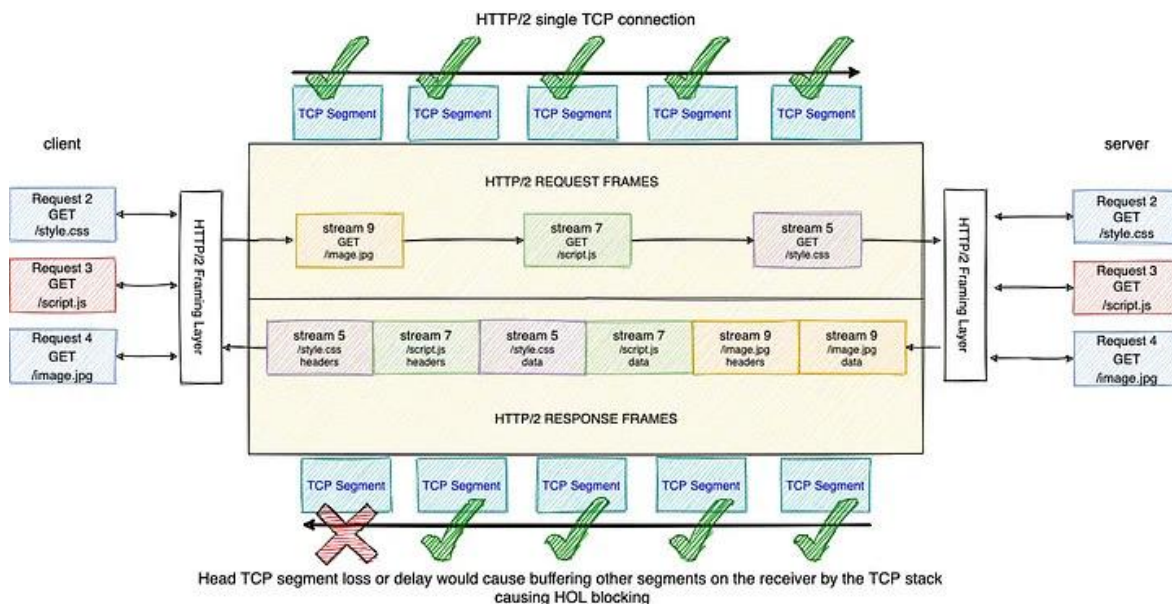 HTTP/2 single TCP connection
TCP Segment
TCP Segment
TCP Segment
TCP Segment
TCP Segment
client
server
HTTP/2 REQUEST FRAMES
Request 2
GET
/style.css
Request 3
GET
/script.js
Request 4
GET
/image.jpg
HTTP/2 Framing Layer
stream 9
GET
/image.jpg
stream 7
GET
/script.js
stream 5
GET
/style.css
HTTP/2 Framing Layer
Request 2
GET
/style.css
Request 3
GET
/script.js
Request 4
GET
/image.jpg
stream 5
/style.css
headers
stream 7
/script.js
headers
stream 5
/style.css
data
stream 7
/script.js
data
stream 9
/image.jpg
headers
stream 9
/image.jpg
data
HTTP/2 RESPONSE FRAMES
TCP Segment
TCP Segment
TCP Segment
TCP Segment
TCP Segment
Head TCP segment loss or delay would cause buffering other segments on the receiver by the TCP stack
causing HOL blocking